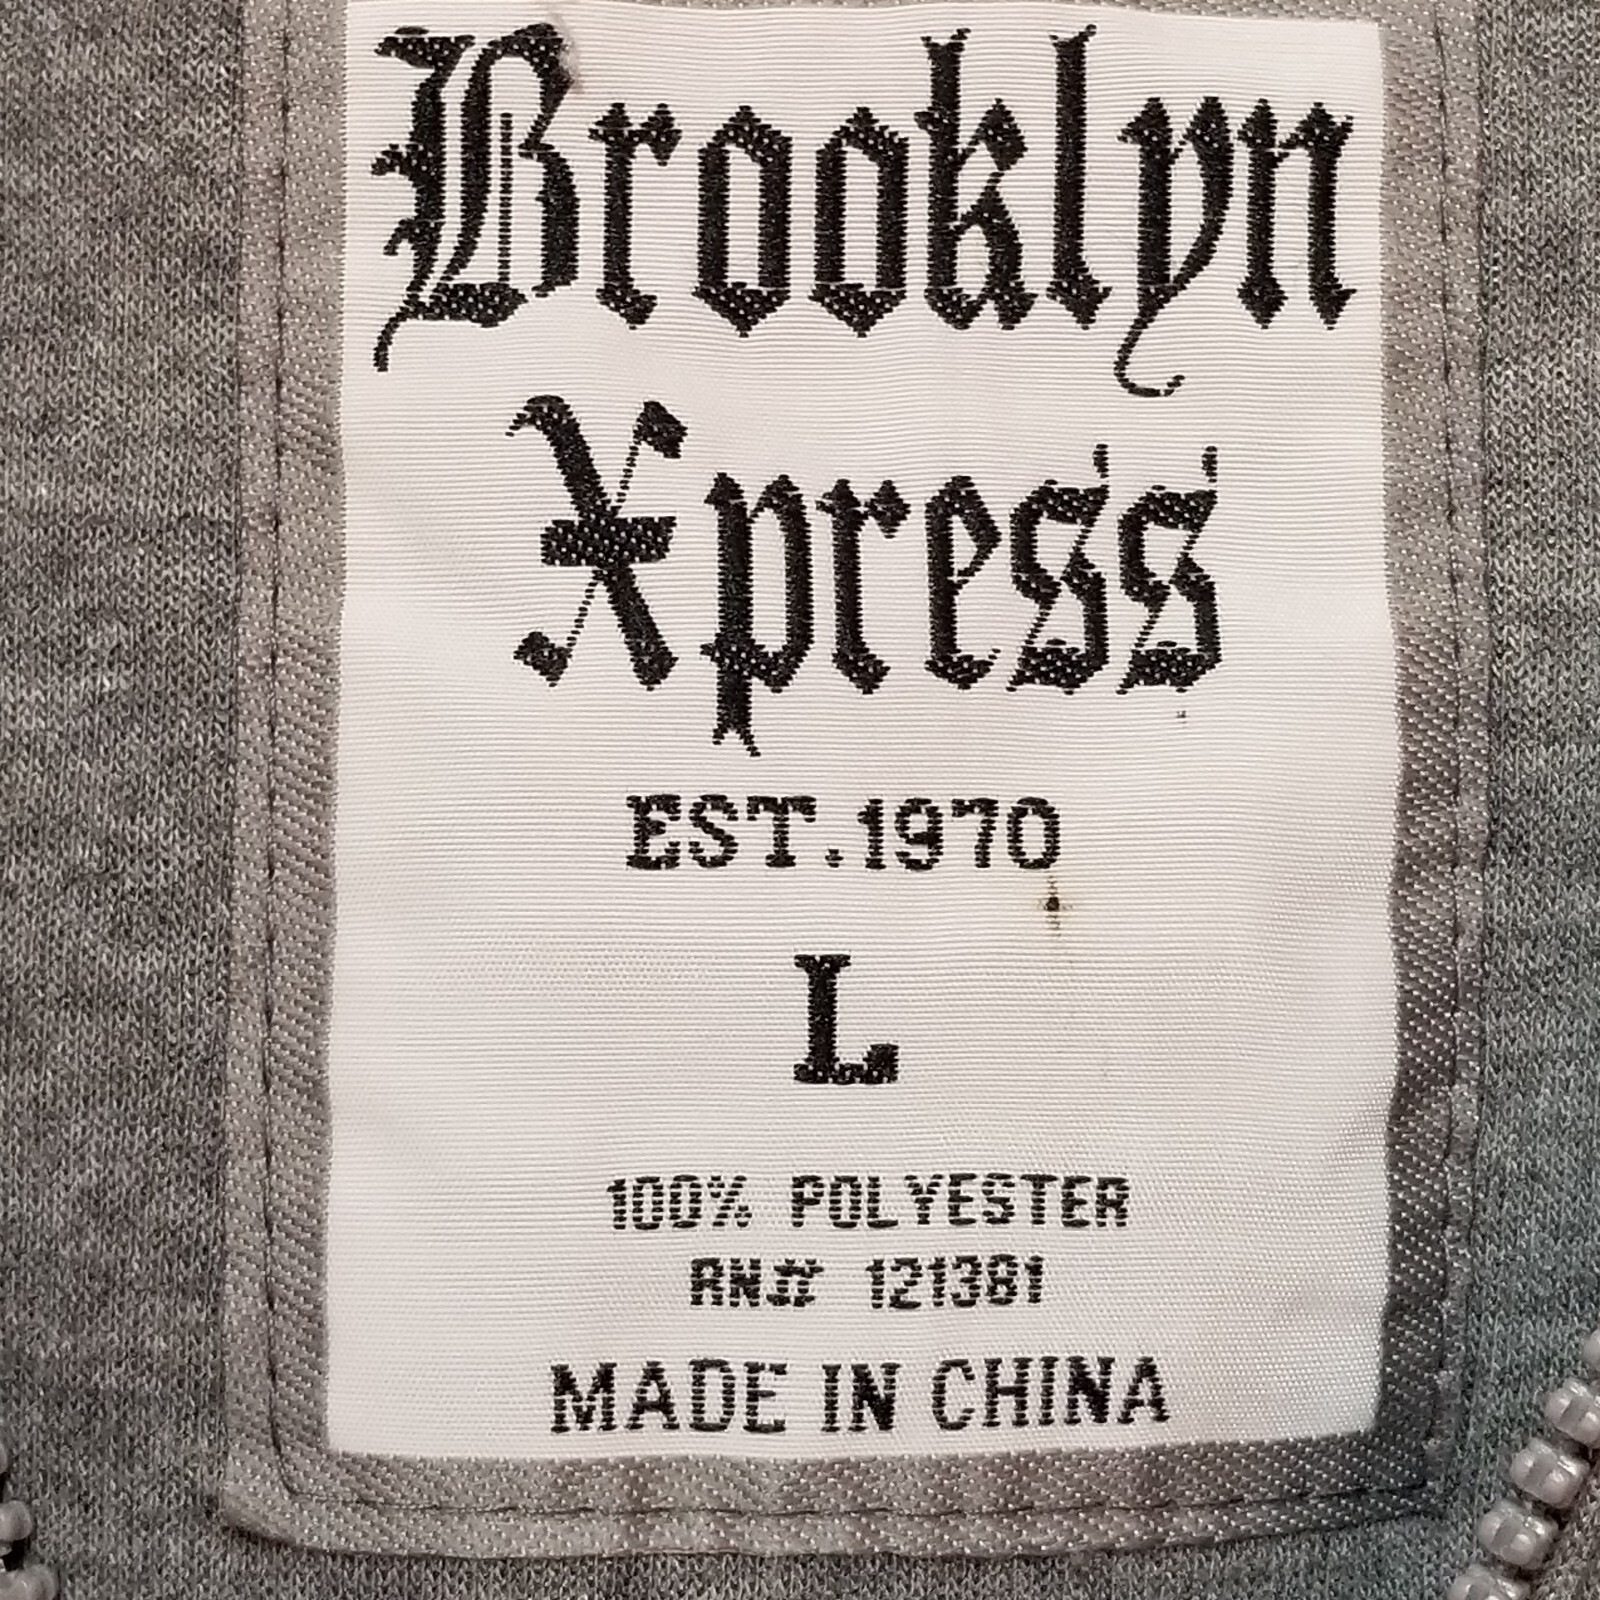 Brooklyn
Xpress
EST.1970
L
100% POLYESTER
RN# 121381
MADE IN CHINA